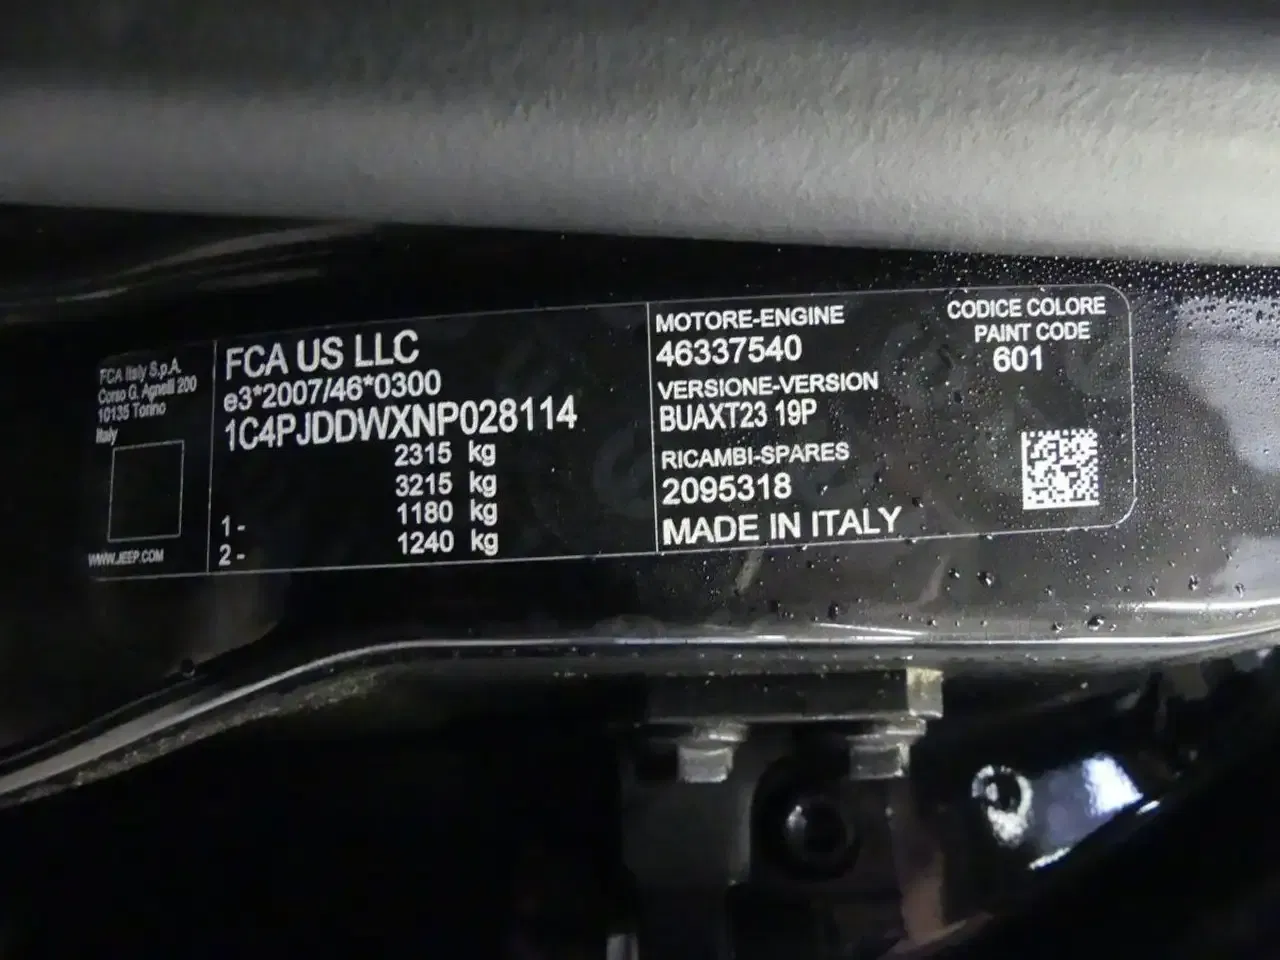 FCA Italy S.p.A.
Corso G. Agnelli 200
10135 Torino
Italy
WWW.JEEP.COM
FCA US LLC
e3*2007/46*0300
1C4PJDDWXNP028114
2315 kg
3215 kg
1- 1180 kg
2- 1240 kg
MOTORE-ENGINE
46337540
VERSIONE-VERSION
BUAXT23 19P
RICAMBI-SPARES
2095318
MADE IN ITALY
CODICE COLORE
PAINT CODE
601